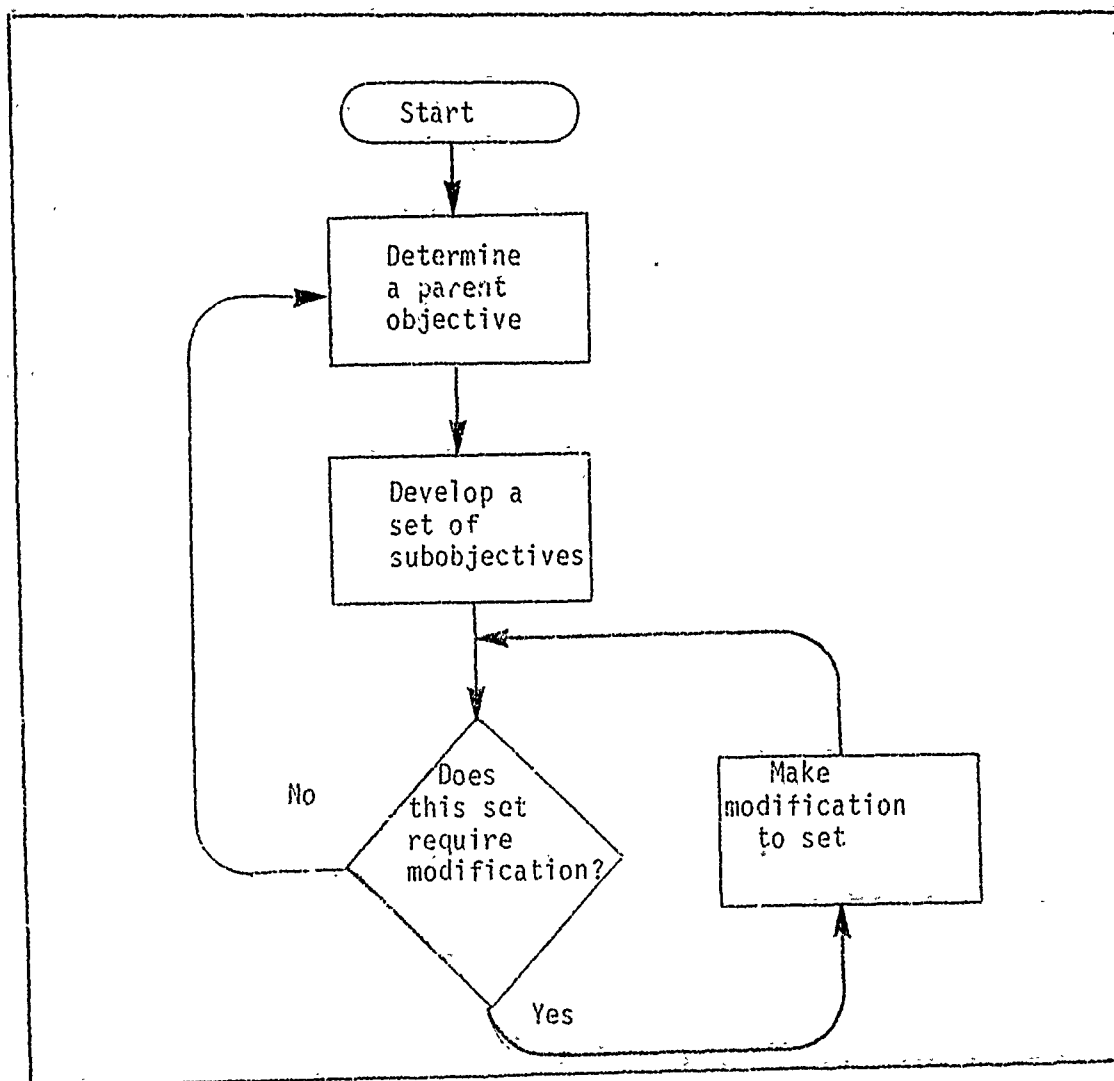 Start
Determine
a parent
objective
Develop a
set of
subobjectives
Does
this set
require
modification?
No
Make
modification
to set
Yes